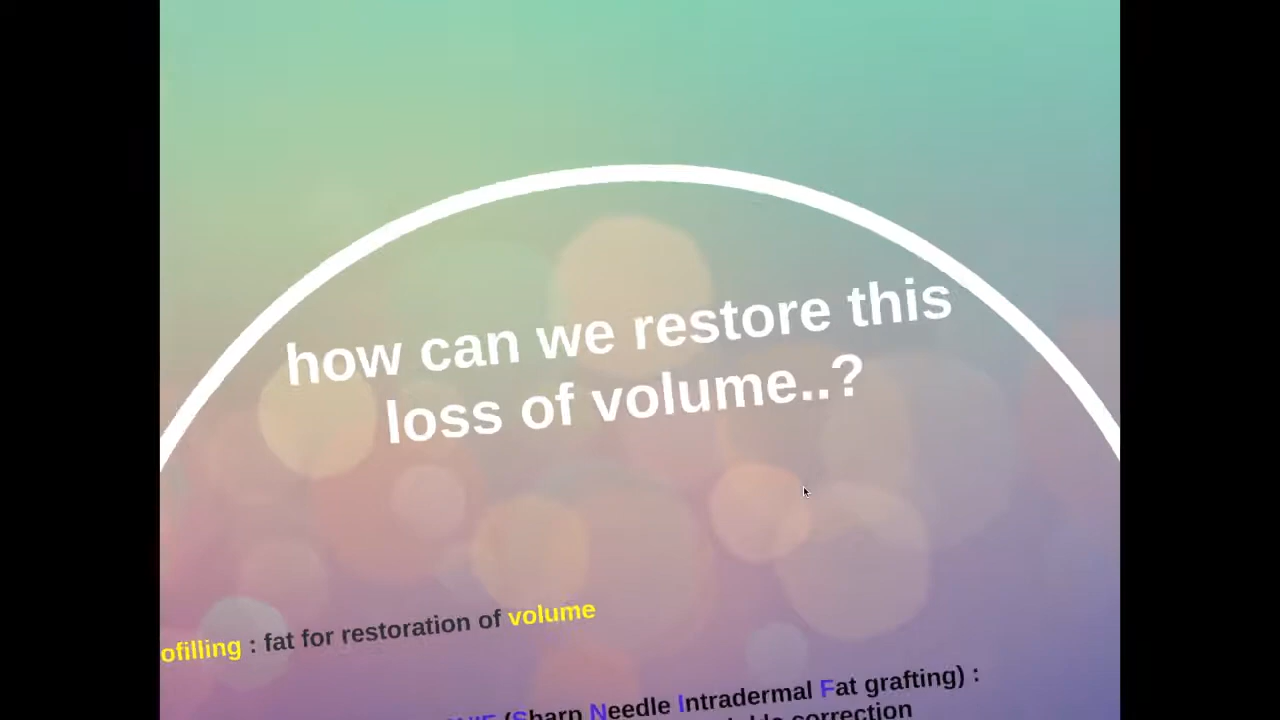 how can we restore this
loss of volume..?
ofilling : fat for restoration of volume
(Sharp Needle Intradermal Fat grafting) :
correction